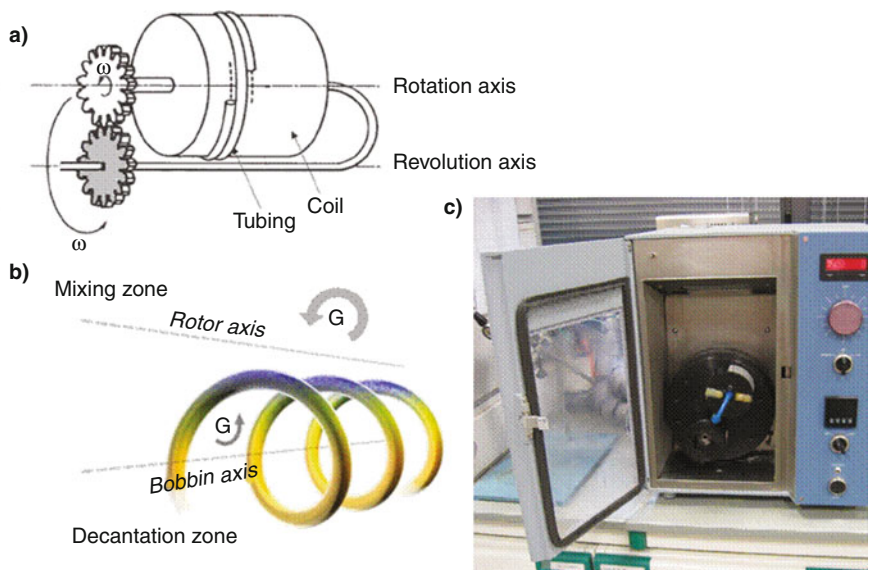 a)
ω
Rotation axis
Revolution axis
Coil
Tubing
ω
b)
Mixing zone
Rotor axis
G
G
Bobbin axis
Decantation zone
c)